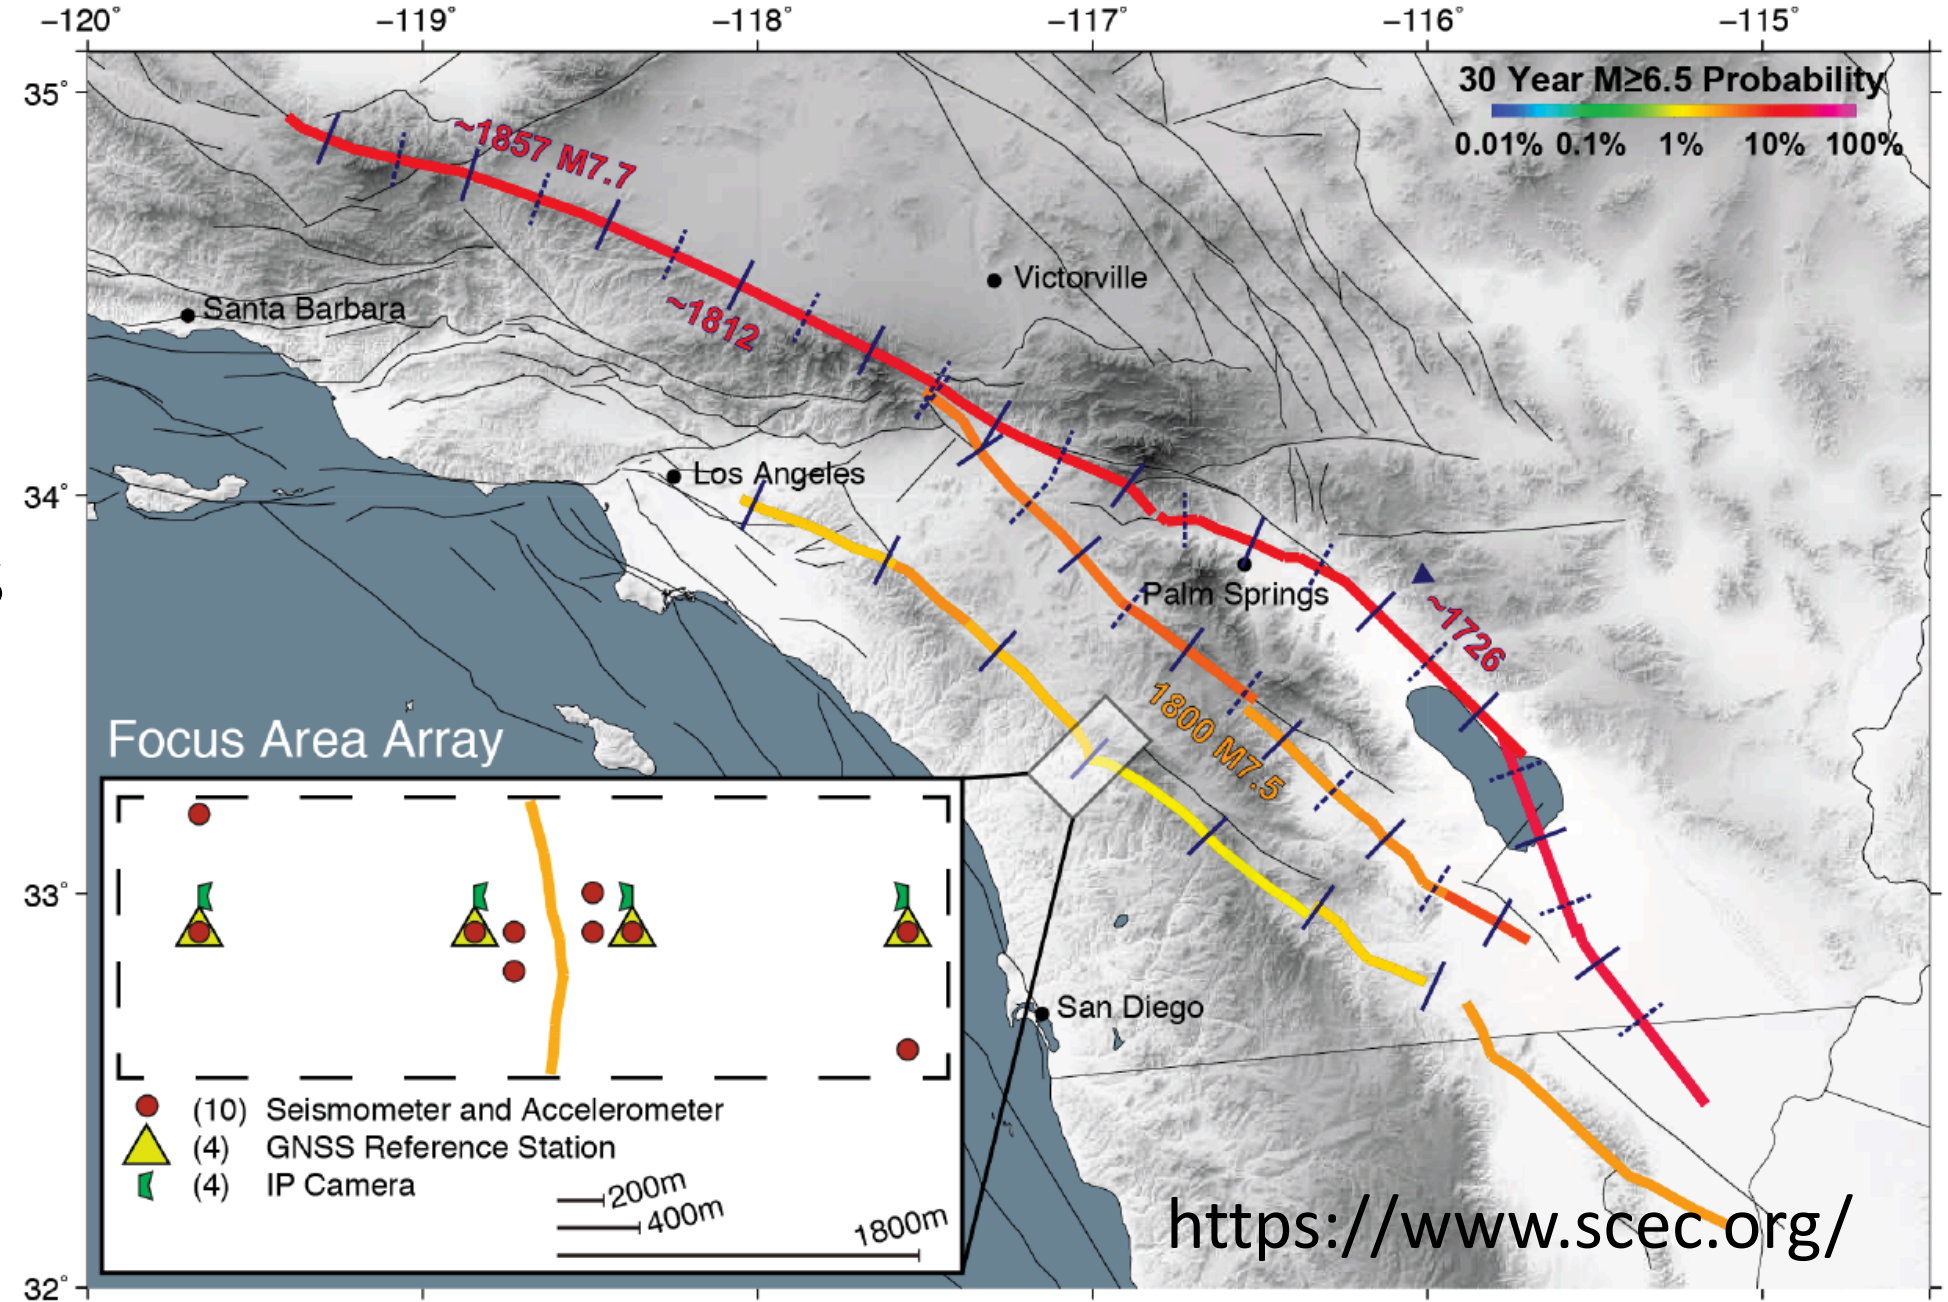 −120° −119° −118° −117° −116° −115°
30 Year M≥6.5 Probability
0.01% 0.1% 1% 10% 100%
35°
34°
33°
32°
~1857 M7.7
~1812
Victorville
Santa Barbara
Los Angeles
Palm Springs
~1726
1800 M7.5
San Diego
Focus Area Array
(10) Seismometer and Accelerometer
(4) GNSS Reference Station
(4) IP Camera
200m
400m
1800m
https://www.scec.org/